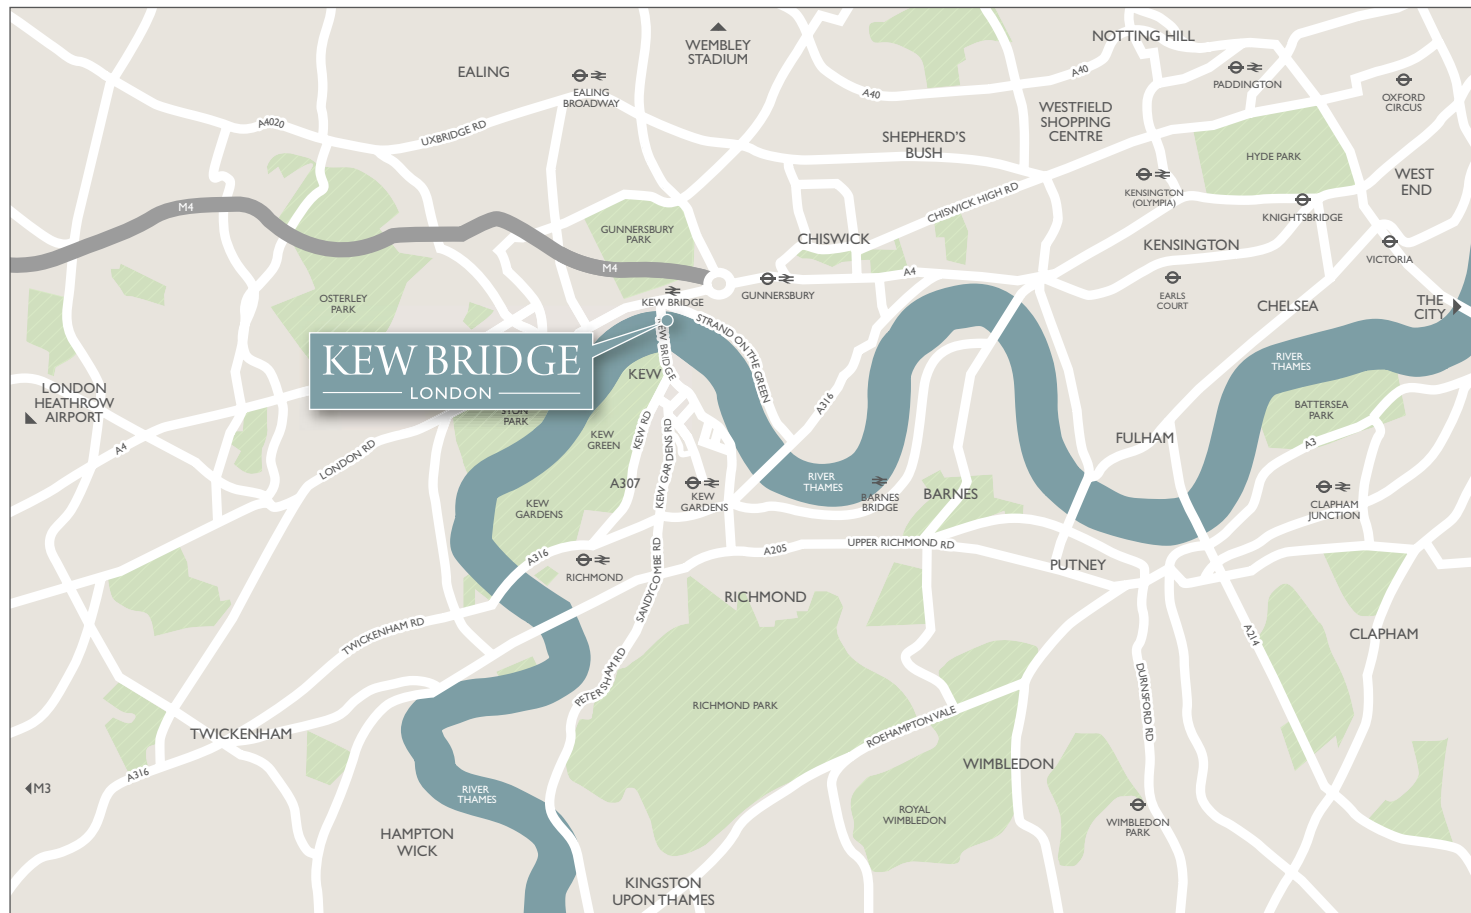 WEMBLEY
STADIUM
NOTTING HILL
EALING
EALING
BROADWAY
PADDINGTON
A40
A40
OXFORD
CIRCUS
WESTFIELD
SHOPPING
CENTRE
A4020
UXBRIDGE RD
SHEPHERD'S
BUSH
HYDE PARK
WEST
END
KENSINGTON
(OLYMPIA)
CHISWICK HIGH RD
M4
KNIGHTSBRIDGE
GUNNERSBURY
PARK
CHISWICK
KENSINGTON
VICTORIA
M4
A4
GUNNERSBURY
EARLS
COURT
CHELSEA
THE
CITY
OSTERLEY
PARK
KEW BRIDGE
STRAND ON THE GREEN
KEW BRIDGE
KEW BRIDGE
LONDON
RIVER
THAMES
KEW
LONDON
HEATHROW
AIRPORT
A316
BATTERSEA
PARK
STON
PARK
KEW
GREEN
KEW RD
KEW GARDENS RD
FULHAM
A3
A4
LONDON RD
A307
RIVER
THAMES
BARNES
BRIDGE
BARNES
KEW
GARDENS
KEW
GARDENS
CLAPHAM
JUNCTION
A316
RICHMOND
A205
UPPER RICHMOND RD
PUTNEY
SANDYCOMBE RD
RICHMOND
TWICKENHAM RD
A214
CLAPHAM
PETERSHAM RD
DURNSFORD RD
RICHMOND PARK
ROEHAMPTON VALE
TWICKENHAM
A316
WIMBLEDON
M3
RIVER
THAMES
ROYAL
WIMBLEDON
WIMBLEDON
PARK
HAMPTON
WICK
KINGSTON
UPON THAMES